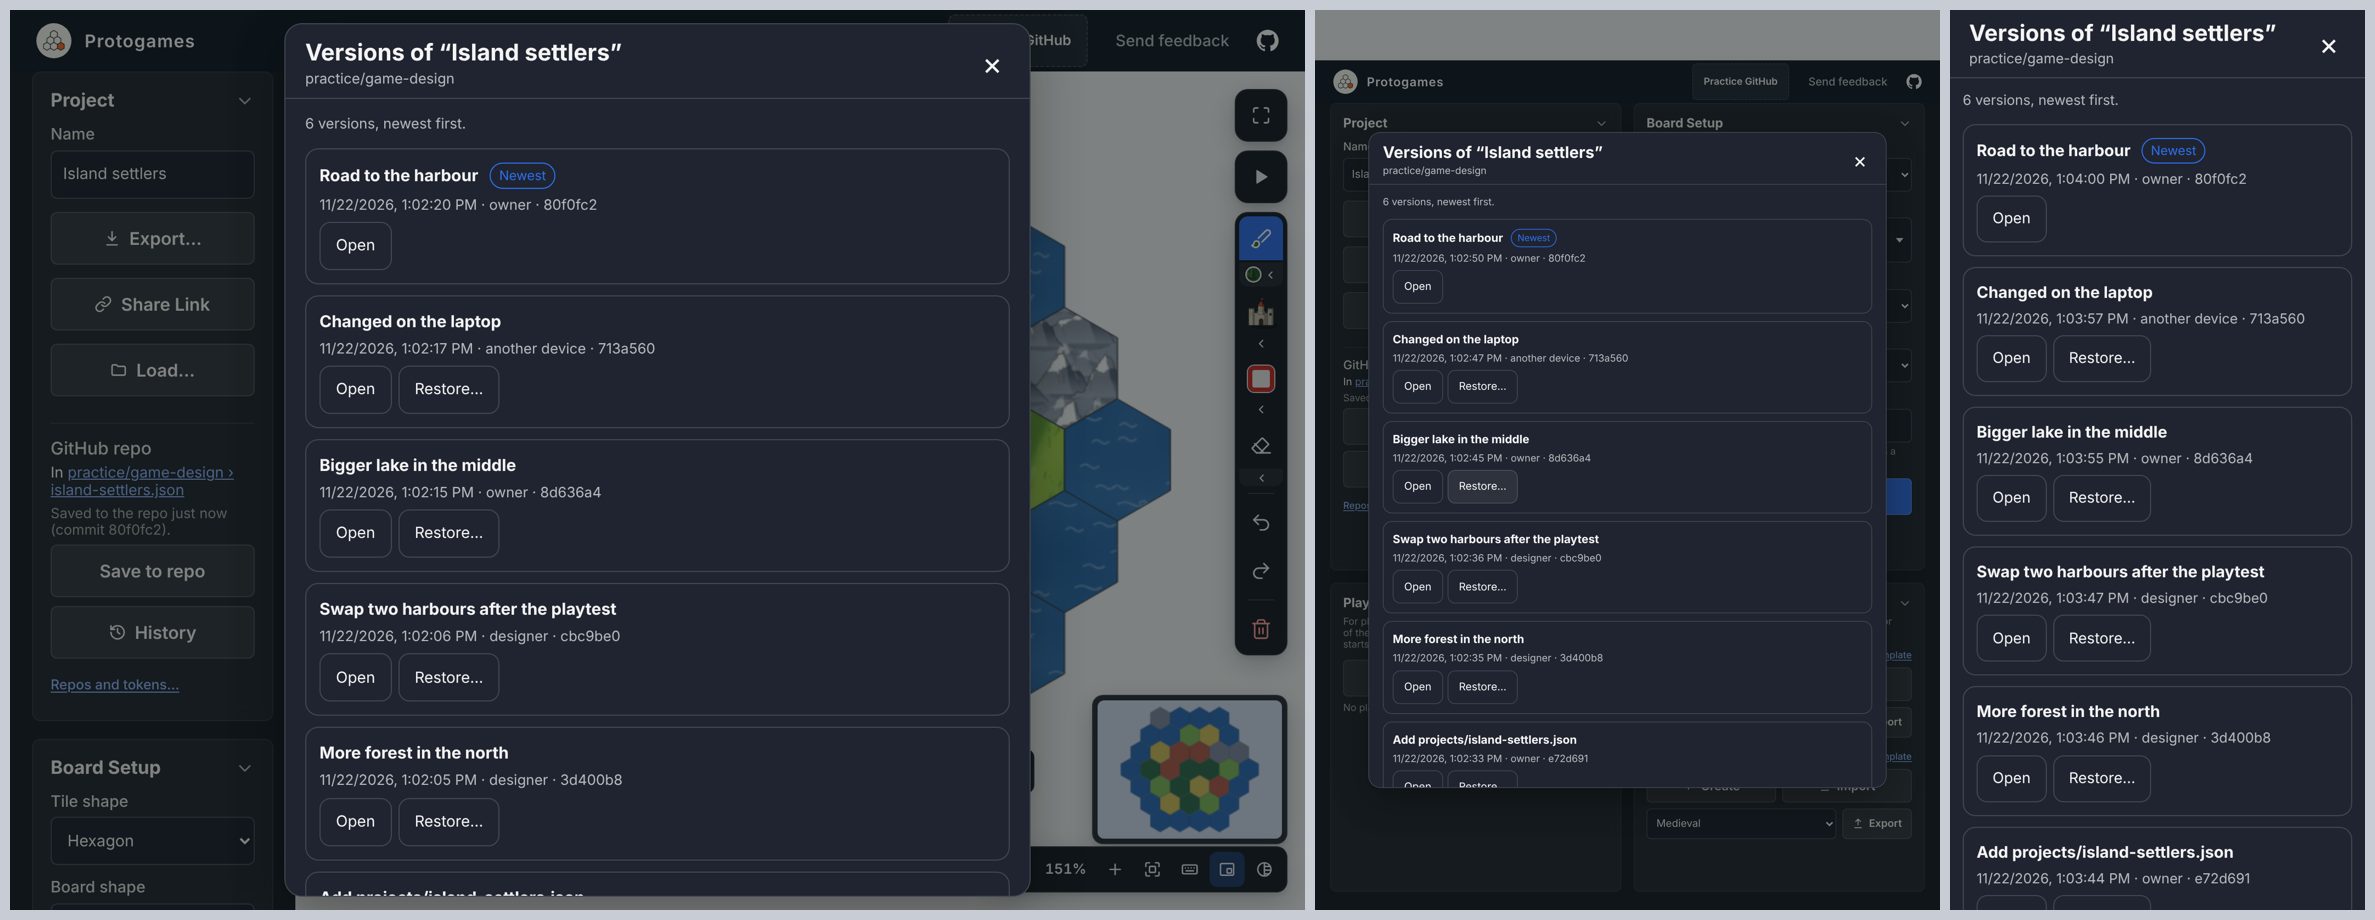 Protogames
GitHub
Send feedback
Project
Name
Island settlers
Export...
Share Link
Load...
GitHub repo
In practice/game-design ›
island-settlers.json
Saved to the repo just now
(commit 80f0fc2).
Save to repo
History
Repos and tokens...
Board Setup
Tile shape
Hexagon
Board shape
Versions of “Island settlers”
practice/game-design
6 versions, newest first.
Road to the harbour Newest
11/22/2026, 1:02:20 PM · owner · 80f0fc2
Open
Changed on the laptop
11/22/2026, 1:02:17 PM · another device · 713a560
Open Restore...
Bigger lake in the middle
11/22/2026, 1:02:15 PM · owner · 8d636a4
Open Restore...
Swap two harbours after the playtest
11/22/2026, 1:02:06 PM · designer · cbc9be0
Open Restore...
More forest in the north
11/22/2026, 1:02:05 PM · designer · 3d400b8
Open Restore...
Add projects/island-settlers.json
151%
Protogames
Practice GitHub
Send feedback
Project
Board Setup
Versions of “Island settlers”
practice/game-design
6 versions, newest first.
Road to the harbour Newest
11/22/2026, 1:02:50 PM · owner · 80f0fc2
Open
Changed on the laptop
11/22/2026, 1:02:47 PM · another device · 713a560
Open Restore...
Bigger lake in the middle
11/22/2026, 1:02:45 PM · owner · 8d636a4
Open Restore...
Swap two harbours after the playtest
11/22/2026, 1:02:36 PM · designer · cbc9be0
Open Restore...
More forest in the north
11/22/2026, 1:02:35 PM · designer · 3d400b8
Open Restore...
Add projects/island-settlers.json
11/22/2026, 1:02:33 PM · owner · e72d691
Open Restore...
Create
Import
Medieval
Export
Versions of “Island settlers”
practice/game-design
6 versions, newest first.
Road to the harbour Newest
11/22/2026, 1:04:00 PM · owner · 80f0fc2
Open
Changed on the laptop
11/22/2026, 1:03:57 PM · another device · 713a560
Open Restore...
Bigger lake in the middle
11/22/2026, 1:03:55 PM · owner · 8d636a4
Open Restore...
Swap two harbours after the playtest
11/22/2026, 1:03:47 PM · designer · cbc9be0
Open Restore...
More forest in the north
11/22/2026, 1:03:46 PM · designer · 3d400b8
Open Restore...
Add projects/island-settlers.json
11/22/2026, 1:03:44 PM · owner · e72d691